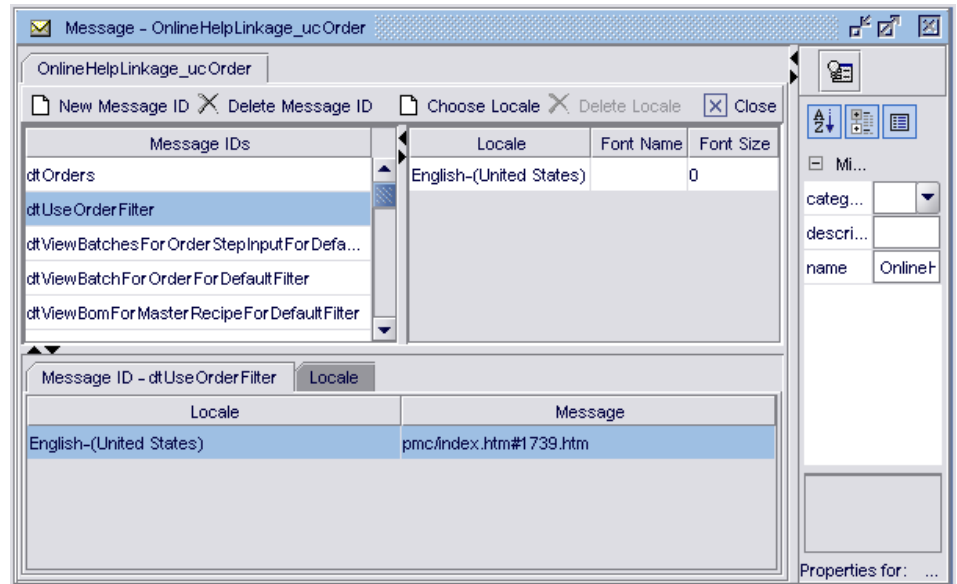 Message - OnlineHelpLinkage_ucOrder
OnlineHelpLinkage_ucOrder
New Message ID Delete Message ID Choose Locale Delete Locale Close
Message IDs
dtOrders
dtUseOrderFilter
dtViewBatchesForOrderStepInputForDefa...
dtViewBatchForOrderForDefaultFilter
dtViewBomForMasterRecipeForDefaultFilter
Locale Font Name Font Size
English-(United States) 0
Mi...
categ...
descri...
name OnlineH
Message ID - dtUseOrderFilter Locale
Locale Message
English-(United States) pmc/index.htm#1739.htm
Properties for: ...